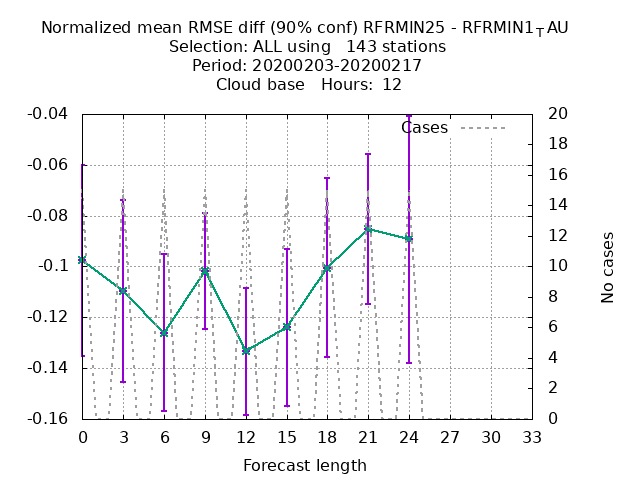 Normalized mean RMSE diff (90% conf) RFRMIN25 - RFRMIN1TAU
Selection: ALL using 143 stations
Period: 20200203-20200217
Cloud base Hours: 12
Cases
-0.04
-0.06
-0.08
-0.1
-0.12
-0.14
-0.16
20
18
16
14
12
10
8
6
4
2
0
No cases
0 3 6 9 12 15 18 21 24 27 30 33
Forecast length